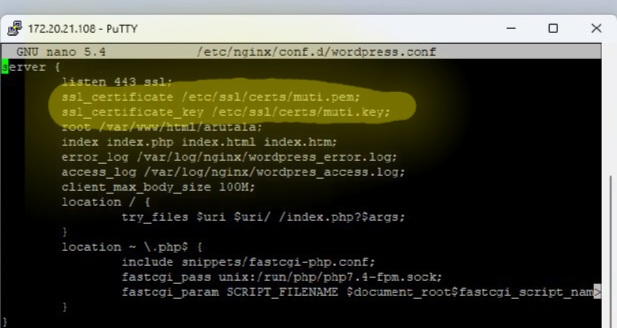 172.20.21.108 - PuTTY
GNU nano 5.4 /etc/nginx/conf.d/wordpress.conf
server {
listen 443 ssl;
ssl_certificate /etc/ssl/certs/muti.pem;
ssl_certificate_key /etc/ssl/certs/muti.key;
root /var/www/html/arutala;
index index.php index.html index.htm;
error_log /var/log/nginx/wordpress_error.log;
access_log /var/log/nginx/wordpres_access.log;
client_max_body_size 100M;
location / {
try_files $uri $uri/ /index.php?$args;
}
location ~ \.php$ {
include snippets/fastcgi-php.conf;
fastcgi_pass unix:/run/php/php7.4-fpm.sock;
fastcgi_param SCRIPT_FILENAME $document_root$fastcgi_script_nam>
}
}